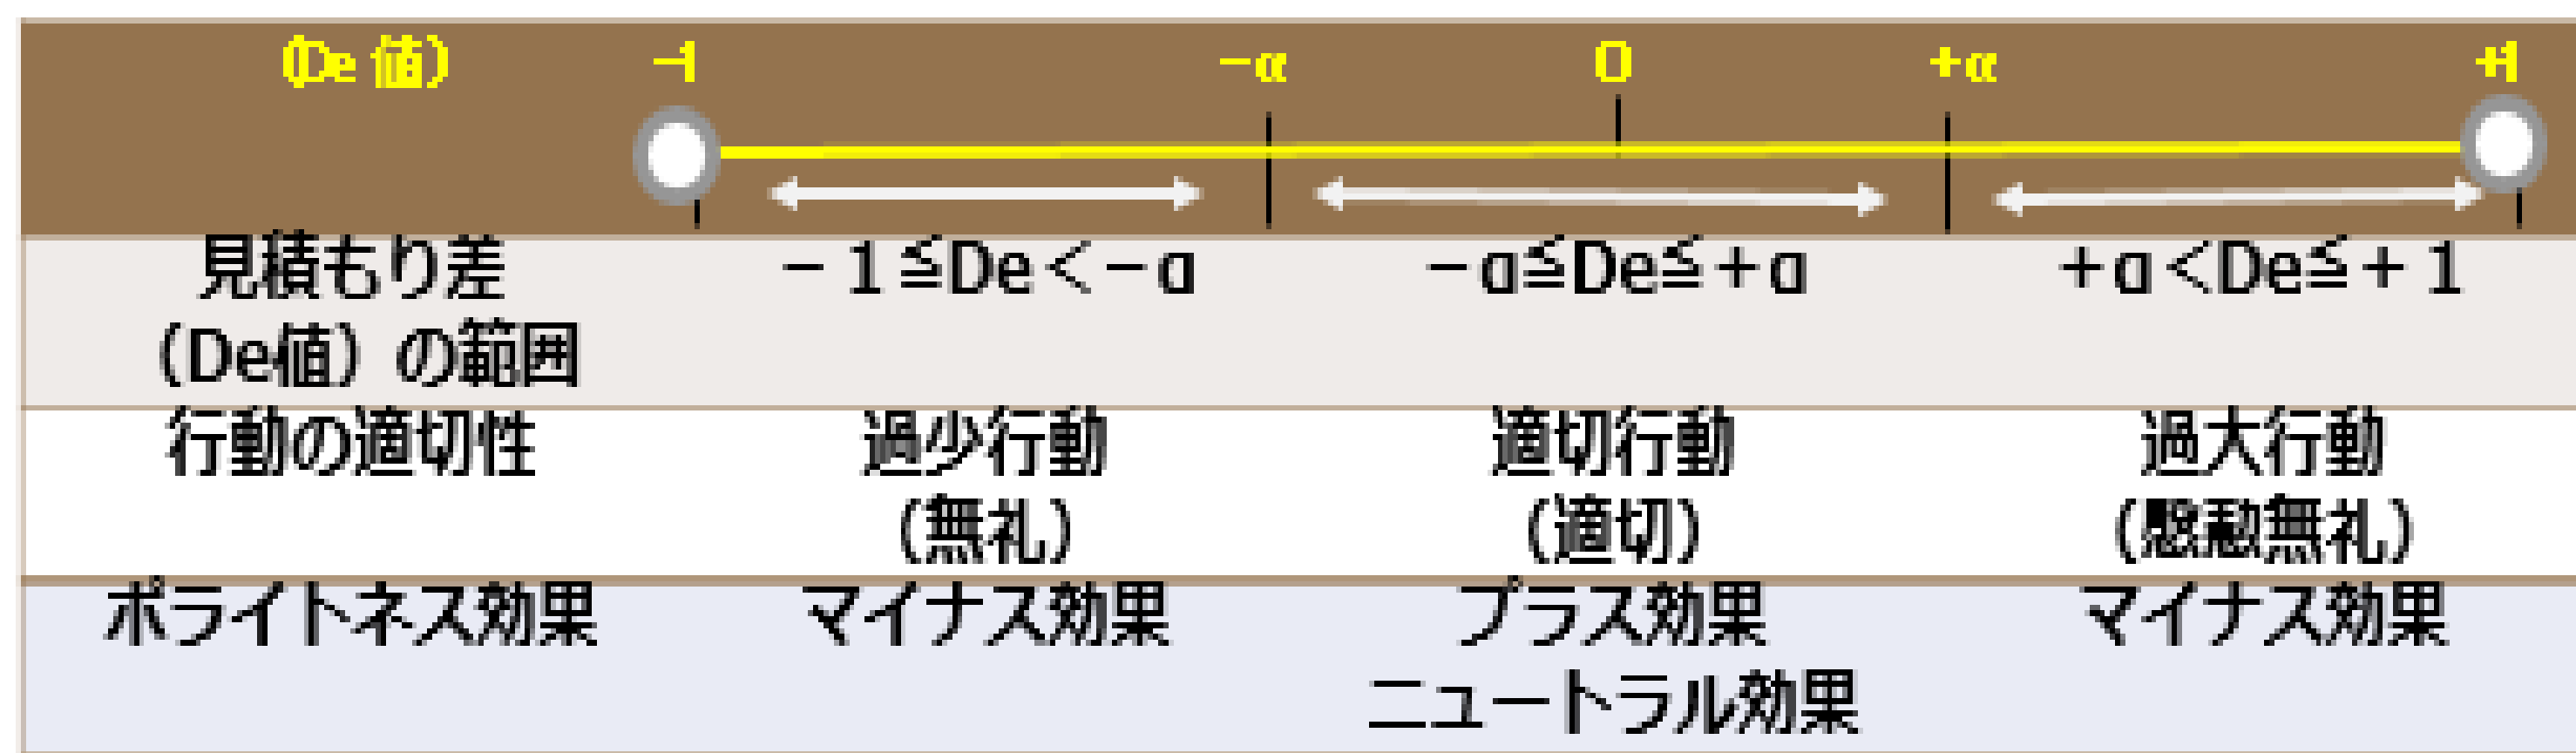 (De 値) −1 −α 0 +α +1
見積もり差 −１≦De＜−α −α≦De≦+α +α＜De≦+１
（De値）の範囲
行動の適切性 過少行動 適切行動 過大行動
（無礼） （適切） （慇懃無礼）
ポライトネス効果 マイナス効果 プラス効果 マイナス効果
ニュートラル効果